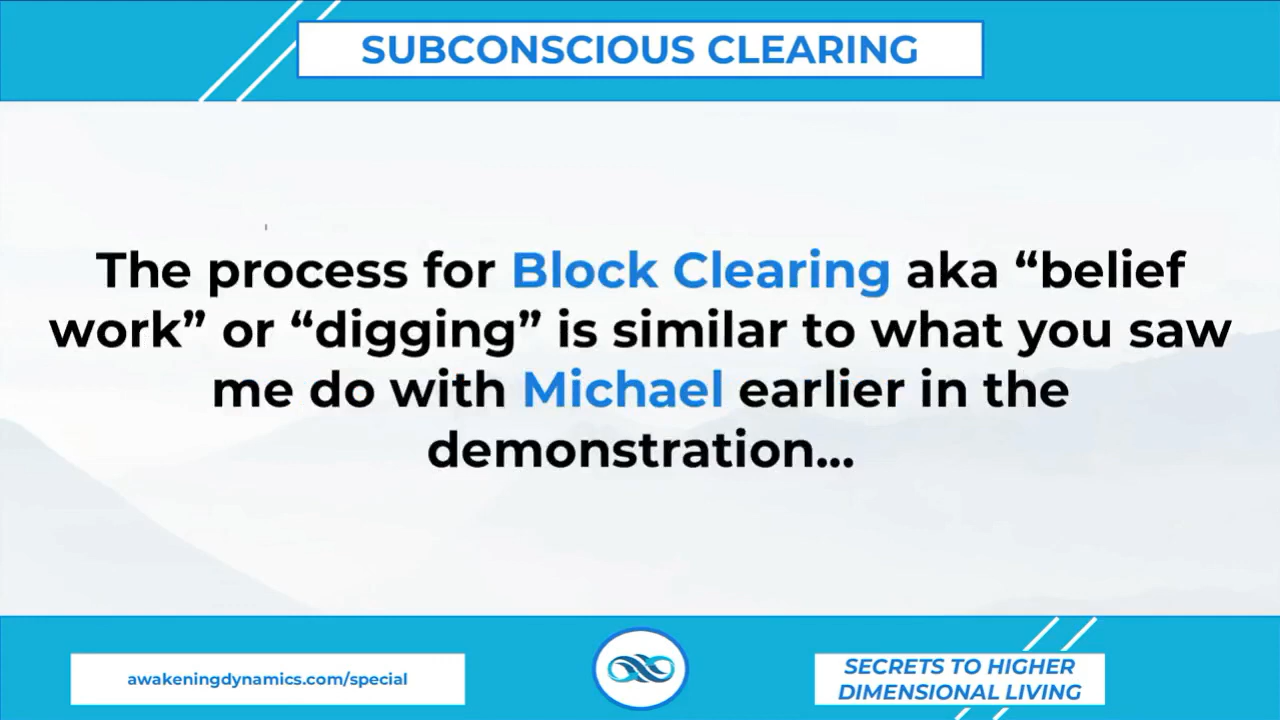 SUBCONSCIOUS CLEARING
The process for Block Clearing aka “belief
work” or “digging” is similar to what you saw
me do with Michael earlier in the
demonstration...
awakeningdynamics.com/special
SECRETS TO HIGHER
DIMENSIONAL LIVING